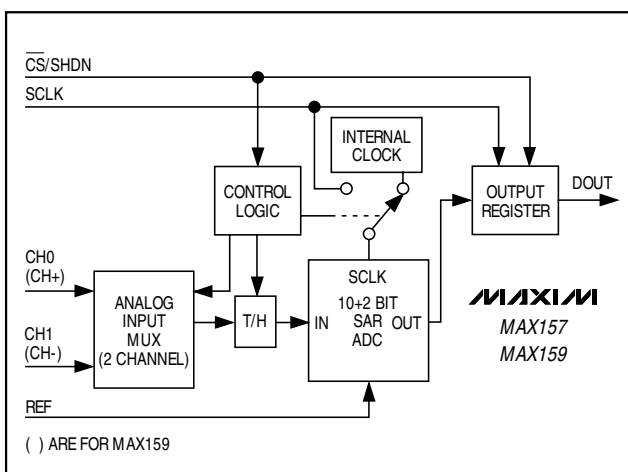 CS/SHDN
SCLK
INTERNAL
CLOCK
CONTROL
LOGIC
OUTPUT
REGISTER
DOUT
CH0
(CH+)
CH1
(CH-)
ANALOG
INPUT
MUX
(2 CHANNEL)
T/H
SCLK
10+2 BIT
IN SAR OUT
ADC
MAXIM
MAX157
MAX159
REF
( ) ARE FOR MAX159